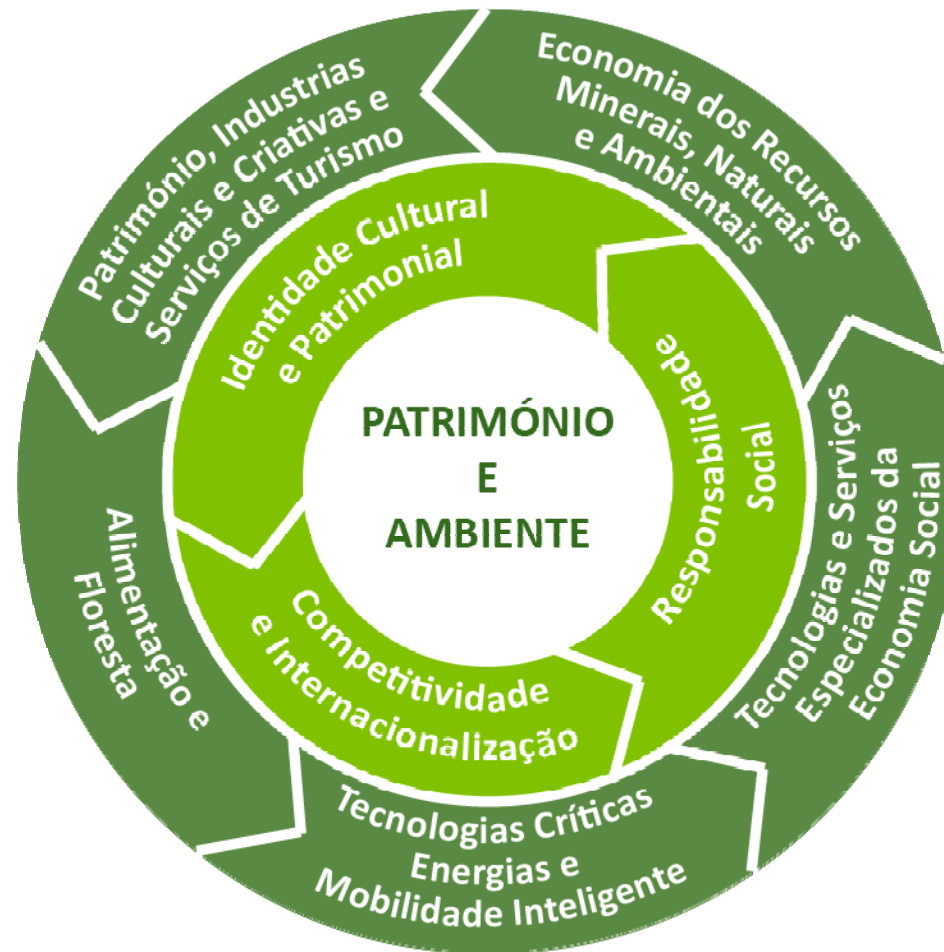 Património, Industrias
Culturais e Criativas e
Serviços de Turismo
Economia dos Recursos
Minerais, Naturais
e Ambientais
Tecnologias e Serviços
Especializados da
Economia Social
Tecnologias Críticas
Energias e
Mobilidade Inteligente
Alimentação e
Floresta
Identidade Cultural
e Patrimonial
Responsabilidade
Social
Competitividade
e Internacionalização
PATRIMÓNIO
E
AMBIENTE